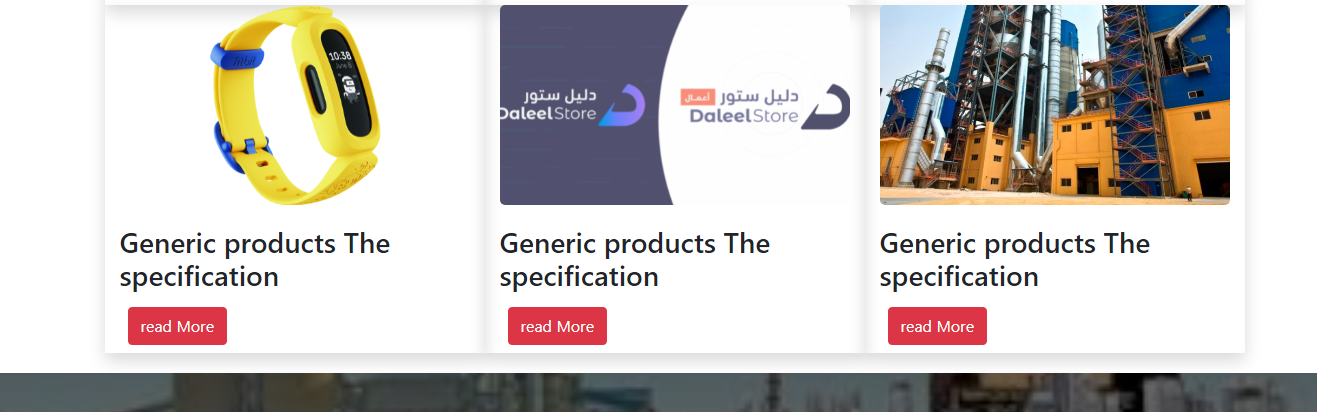 fitbit
10:38
دليل ستور
DaleelStore
دليل ستور أعمال
DaleelStore
Generic products The
specification
read More
Generic products The
specification
read More
Generic products The
specification
read More